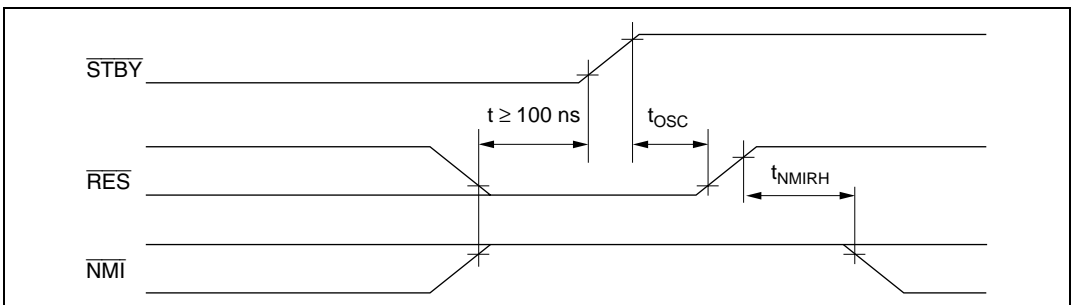 STBY
t ≥ 100 ns
tOSC
RES
tNMIRH
NMI